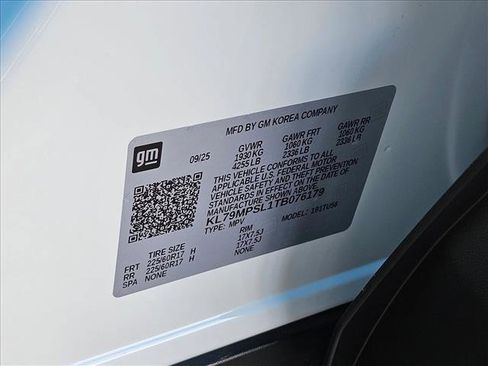 MFD BY GM KOREA COMPANY
gm
09/25
GVWR GAWR FRT GAWR RR
1930 KG 1060 KG 1060 KG
4255 LB 2336 LB 2336 LB
THIS VEHICLE CONFORMS TO ALL
APPLICABLE U.S. FEDERAL MOTOR
VEHICLE SAFETY AND THEFT PREVENTION
STANDARDS IN EFFECT ON THE DATE OF
MANUFACTURE SHOWN ABOVE.
KL79MPSL1TB076179
TYPE: MPV MODEL: 1S1TU56
TIRE SIZE RIM
FRT 225/60R17 H 17X7.5J
RR 225/60R17 H 17X7.5J
SPA NONE NONE